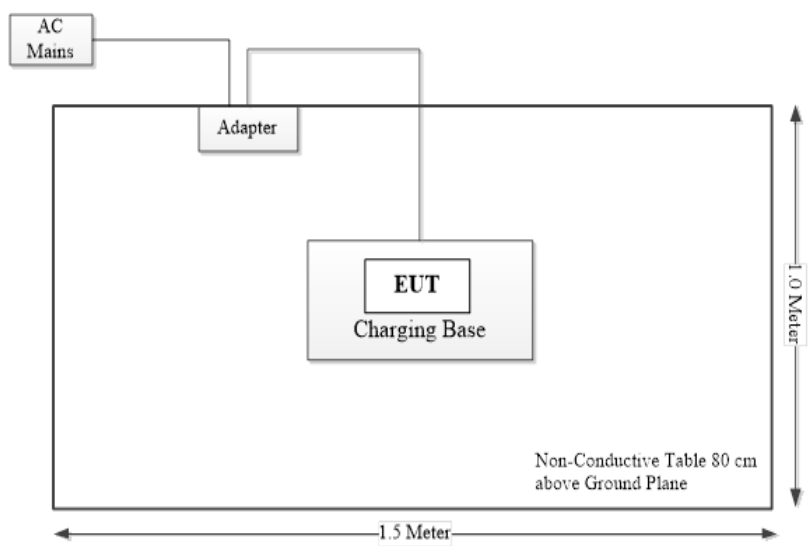 AC
Mains
Adapter
EUT
Charging Base
1.0 Meter
Non-Conductive Table 80 cm
above Ground Plane
1.5 Meter